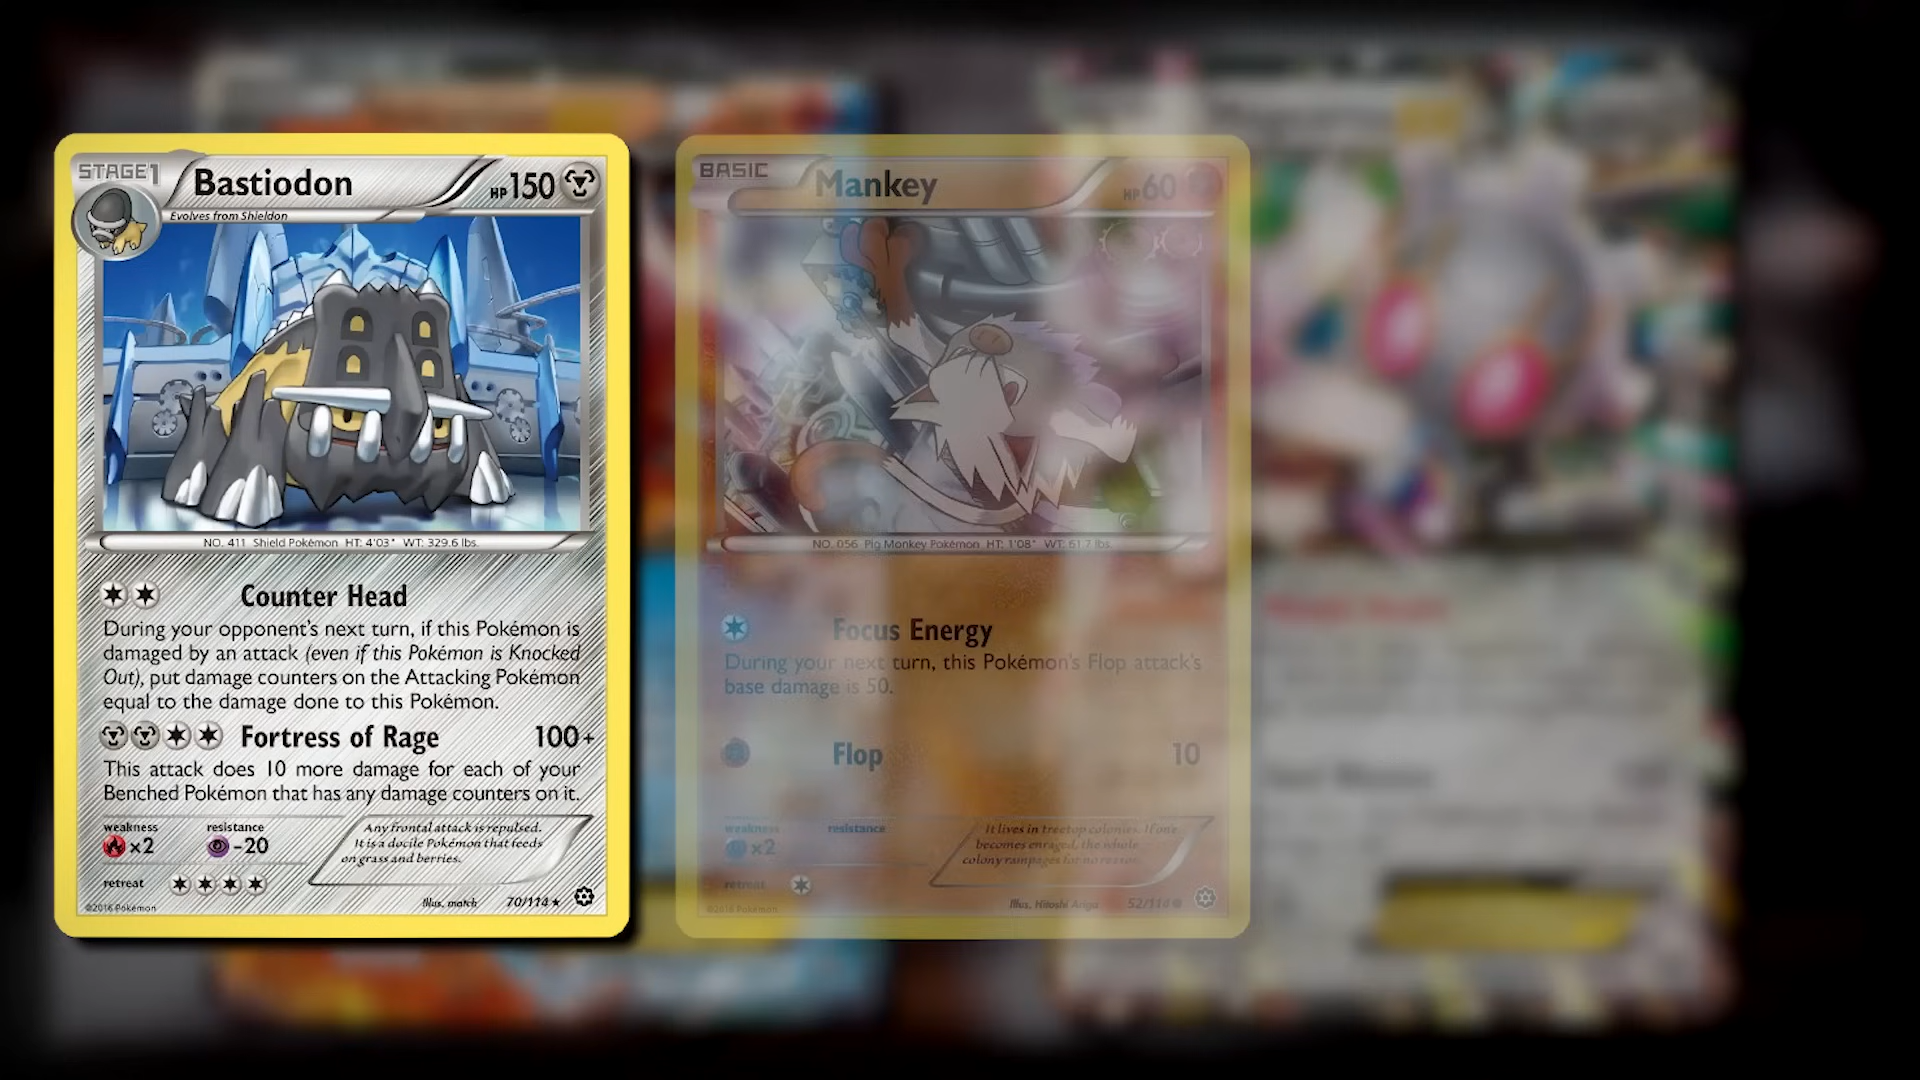 STAGE1
Bastiodon
HP150
Evolves from Shieldon
NO. 411 Shield Pokémon HT: 4'03" WT: 329.6 lbs.
Counter Head
During your opponent's next turn, if this Pokémon is
damaged by an attack (even if this Pokémon is Knocked
Out), put damage counters on the Attacking Pokémon
equal to the damage done to this Pokémon.
Fortress of Rage 100+
This attack does 10 more damage for each of your
Benched Pokémon that has any damage counters on it.
weakness
×2
resistance
-20
retreat
Any frontal attack is repulsed.
It is a docile Pokémon that feeds
on grass and berries.
©2016 Pokémon
Illus. match
70/114
BASIC
Mankey
HP60
NO. 056 Pig Monkey Pokémon HT: 1'08" WT: 61.7 lbs.
Focus Energy
During your next turn, this Pokémon's Flop attack's
base damage is 50.
Flop 10
weakness
×2
resistance
retreat
It lives in treetop colonies. If one
becomes enraged, the whole
colony rampages for no reason.
©2016 Pokémon
Illus. Hitoshi Ariga
52/114